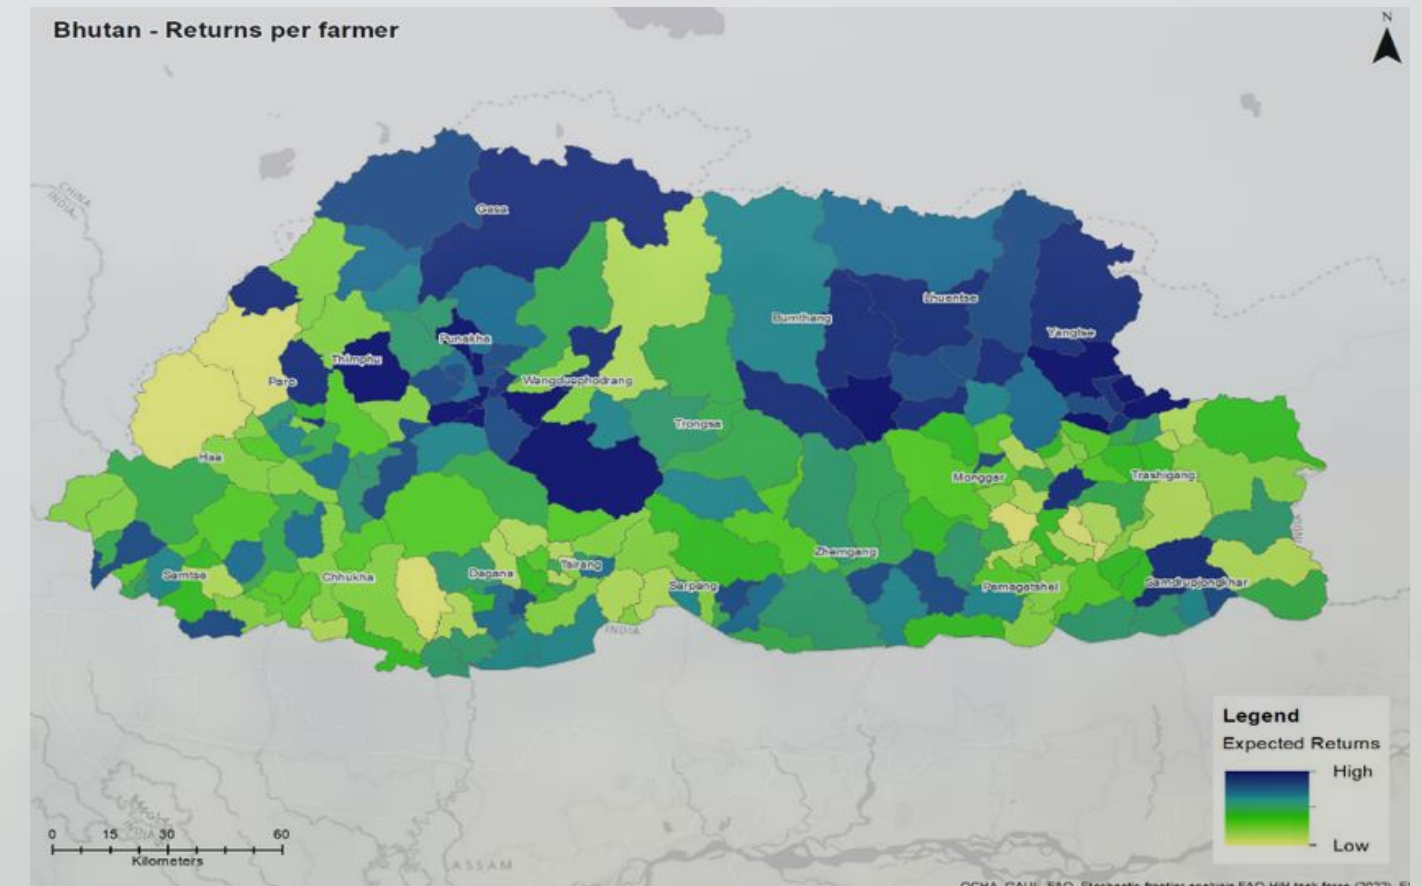 Bhutan - Returns per farmer
N
CHINA
INDIA
Gasa
Lhuentse
Bumthang
Yangtse
Punakha
Thimphu
Paro
Wangduephodrang
Trongsa
Haa
Monggar
Trashigang
INDIA
Zhemgang
Tsirang
Dagana
Samtse
Chhukha
Sarpang
Pemagatshel
Samdrupjongkhar
INDIA
Legend
Expected Returns
High
Low
0 15 30 60
Kilometers
INDIA
ASSAM